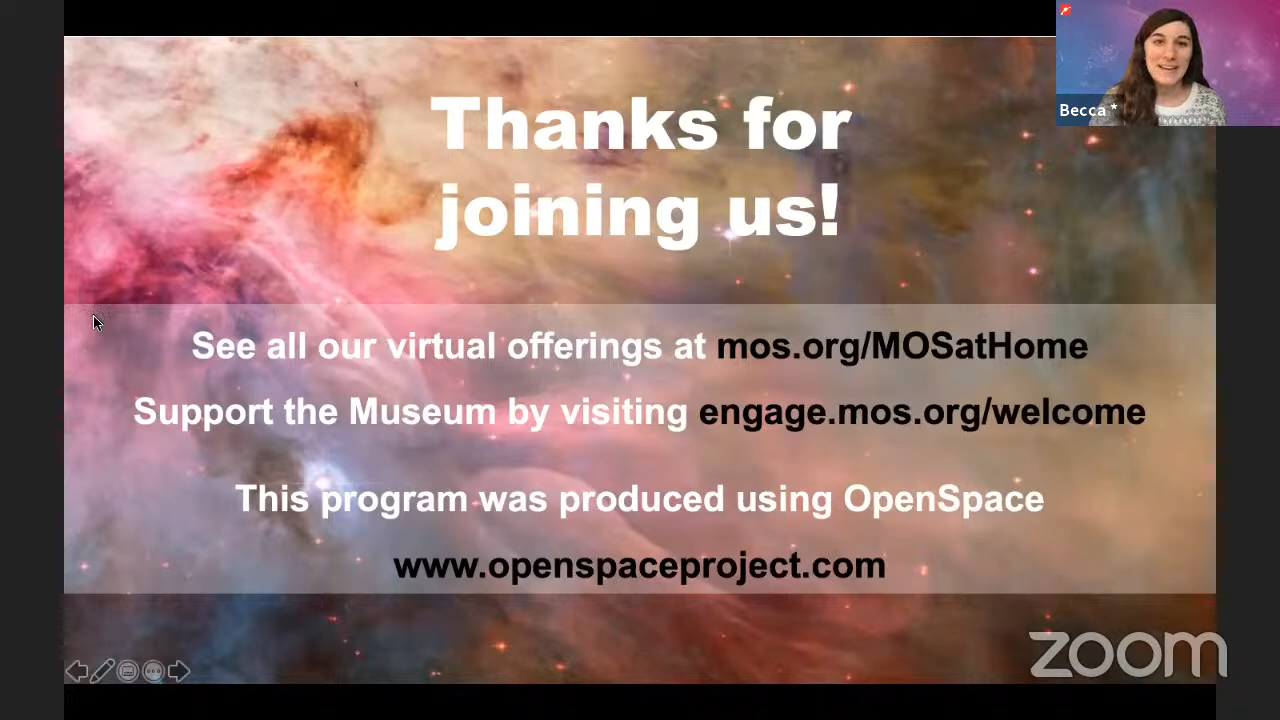 Thanks for
joining us!
Becca *
See all our virtual offerings at mos.org/MOSatHome
Support the Museum by visiting engage.mos.org/welcome
This program was produced using OpenSpace
www.openspaceproject.com
zoom